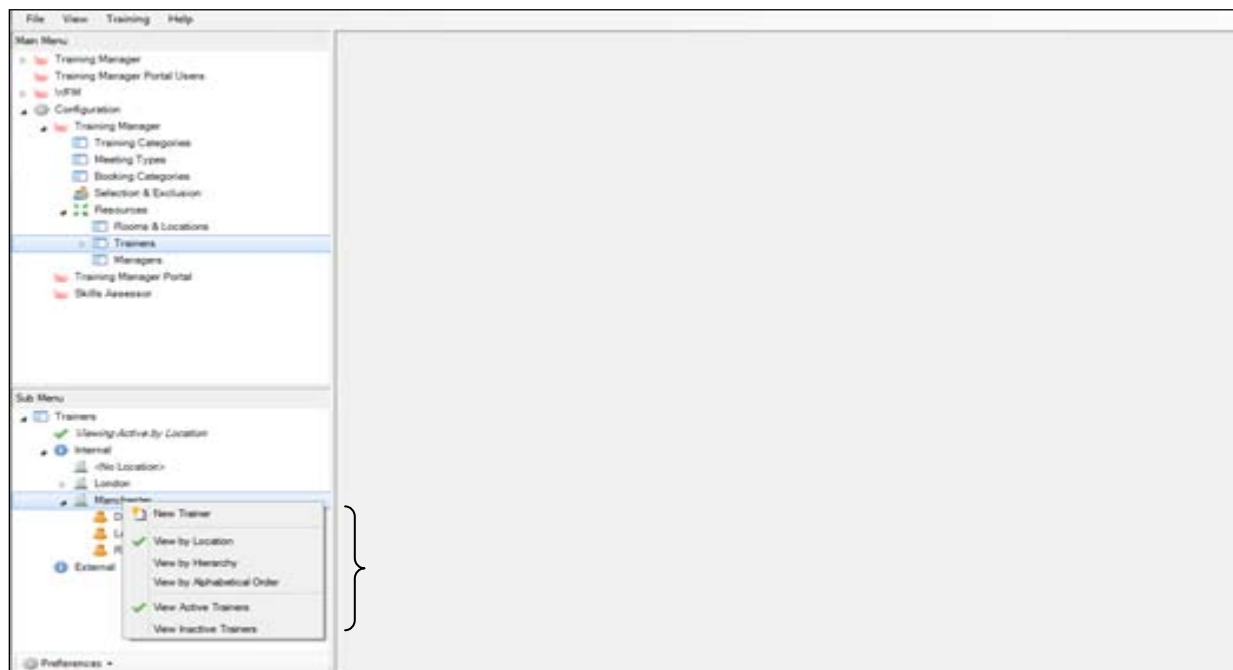 File View Training Help
Main Menu
Training Manager
Training Manager Portal Users
WFM
Configuration
Training Manager
Training Categories
Meeting Types
Booking Categories
Selection & Exclusion
Resources
Rooms & Locations
Trainers
Managers
Training Manager Portal
Skills Assessor
Sub Menu
Trainers
Viewing Active by Location
Internal
<No Location>
London
Manchester
New Trainer
View by Location
View by Hierarchy
External
View by Alphabetical Order
View Active Trainers
View Inactive Trainers
Preferences